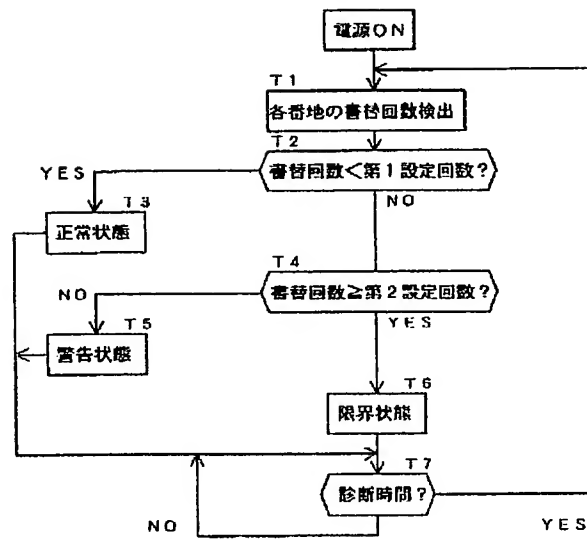 電源ON
T1
各番地の書替回数検出
T2
書替回数<第1設定回数?
YES
NO
T3
正常状態
T4
書替回数≧第2設定回数?
NO
YES
T5
警告状態
T6
限界状態
T7
診断時間?
NO
YES